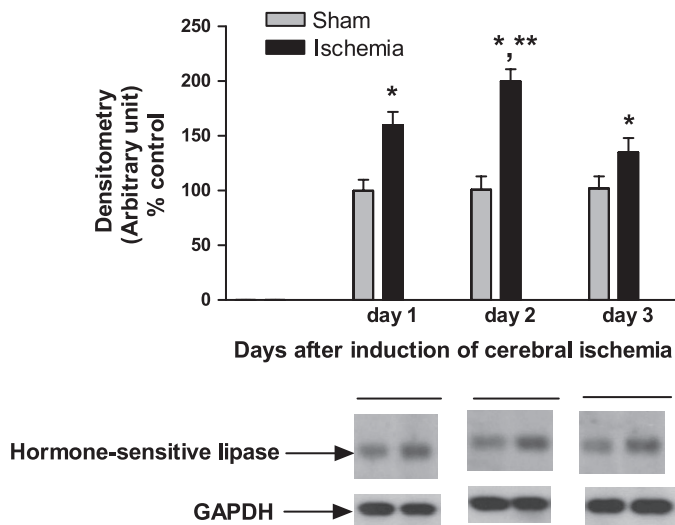 Sham
Ischemia
Densitometry
(Arbitrary unit)
% control
250
200
150
100
50
0
*
*,**
*
day 1
day 2
day 3
Days after induction of cerebral ischemia
Hormone-sensitive lipase
GAPDH